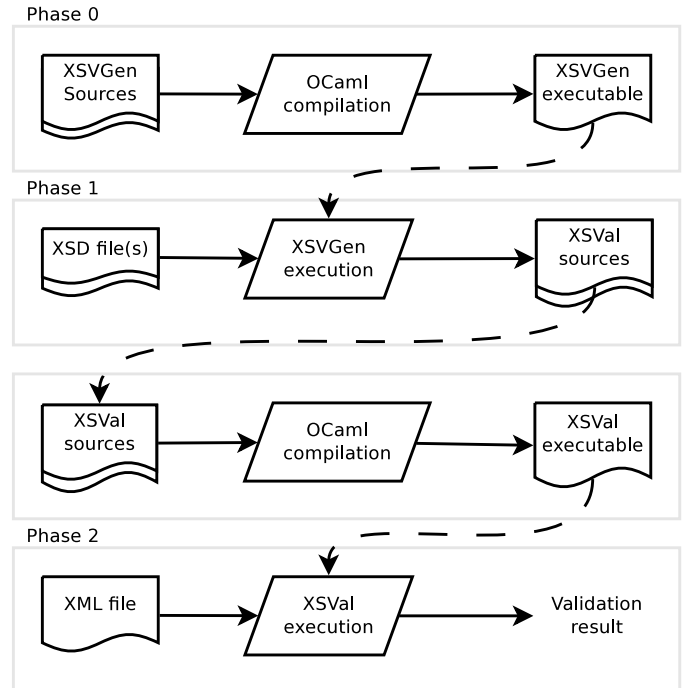 Phase 0
XSVGen
Sources
OCaml
compilation
XSVGen
executable
Phase 1
XSD file(s)
XSVGen
execution
XSVal
sources
XSVal
sources
OCaml
compilation
XSVal
executable
Phase 2
XML file
XSVal
execution
Validation
result